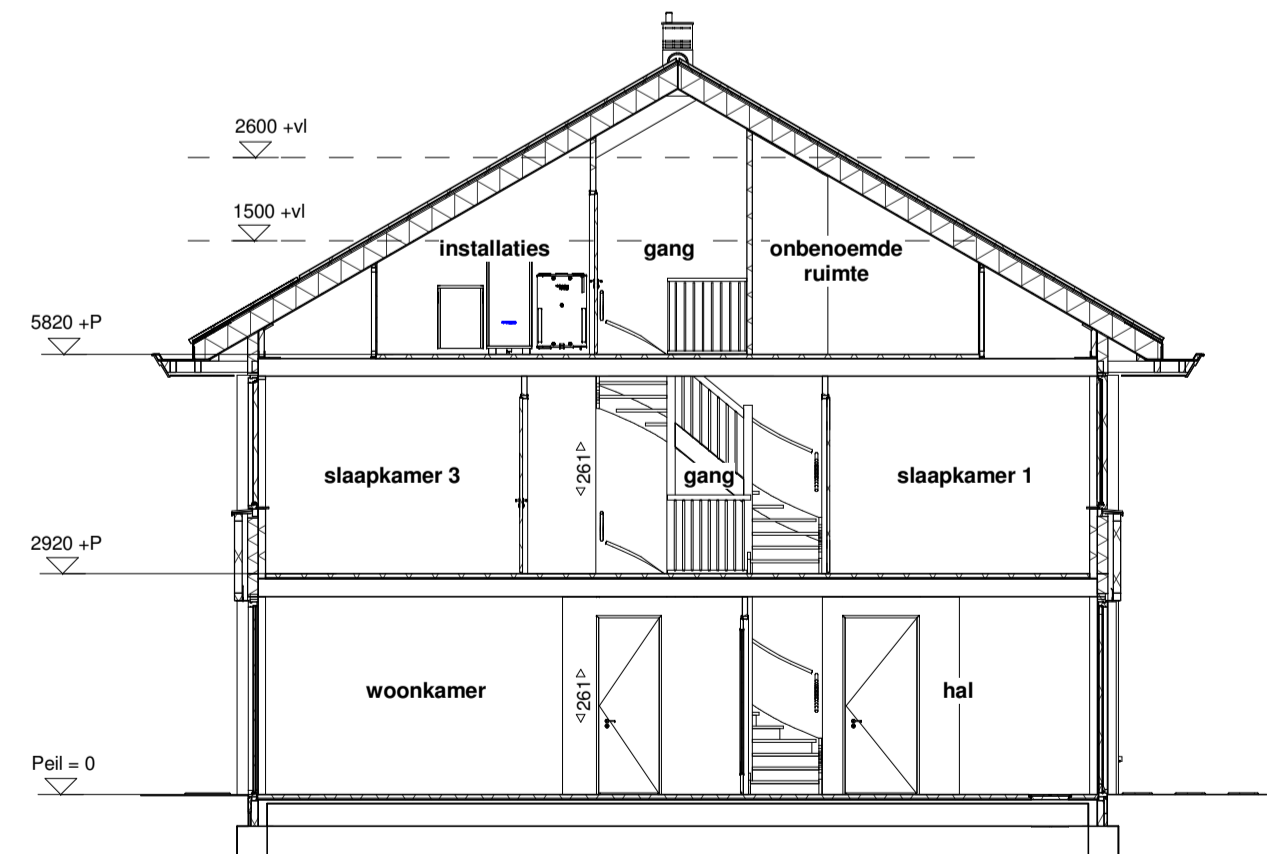 2600 +vl
1500 +vl
installaties
gang
onbenoemde
ruimte
5820 +P
slaapkamer 3
261
gang
slaapkamer 1
2920 +P
woonkamer
261
hal
Peil = 0